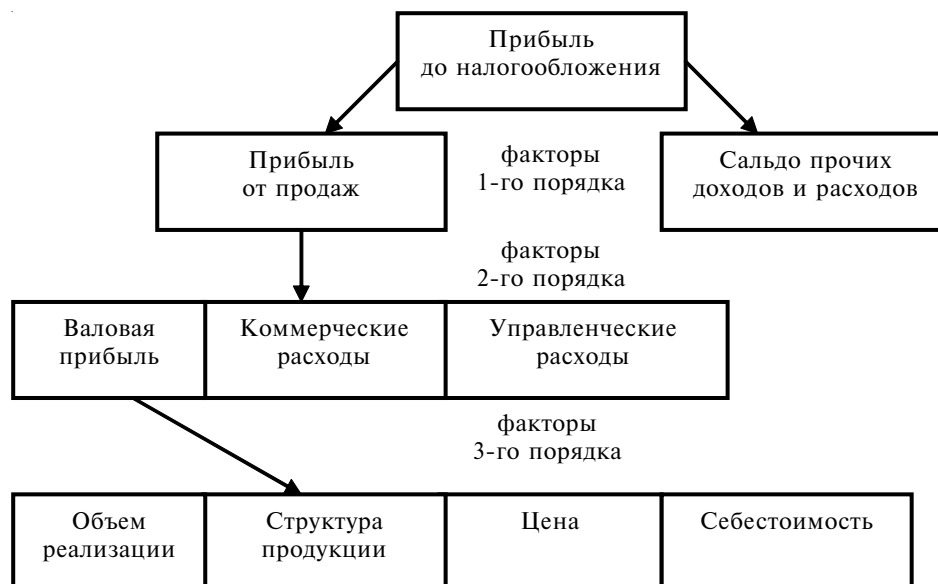 Прибыль
до налогообложения
Прибыль
от продаж
факторы
1-го порядка
Сальдо прочих
доходов и расходов
факторы
2-го порядка
Валовая
прибыль
Коммерческие
расходы
Управленческие
расходы
факторы
3-го порядка
Объем
реализации
Структура
продукции
Цена
Себестоимость